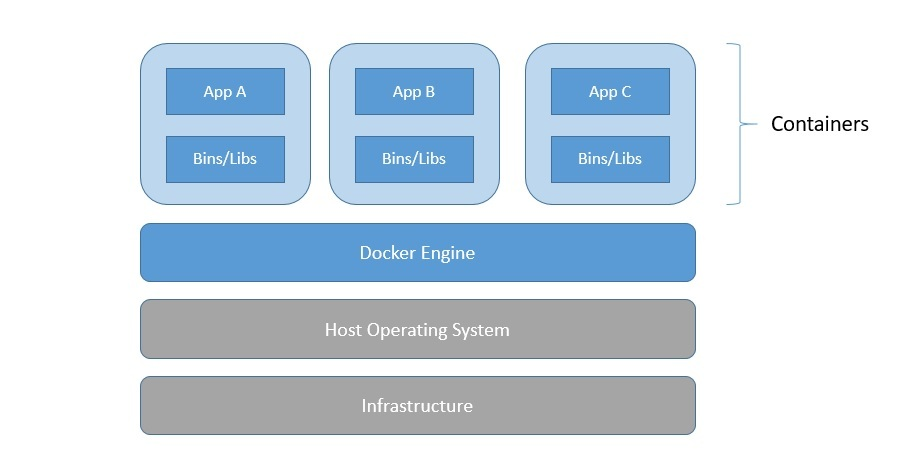 App A
App B
App C
Bins/Libs
Bins/Libs
Bins/Libs
Containers
Docker Engine
Host Operating System
Infrastructure